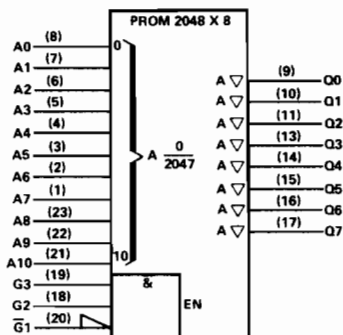 PROM 2048 X 8
A0 (8) 0
A1 (7)
A2 (6)
A3 (5)
A4 (4)
A5 (3)
A6 (2)
A7 (1)
A8 (23)
A9 (22)
A10 (21) 10
A 0/2047
G3 (19) &
G2 (18) EN
G1 (20)
A ▽ (9) Q0
A ▽ (10) Q1
A ▽ (11) Q2
A ▽ (13) Q3
A ▽ (14) Q4
A ▽ (15) Q5
A ▽ (16) Q6
A ▽ (17) Q7